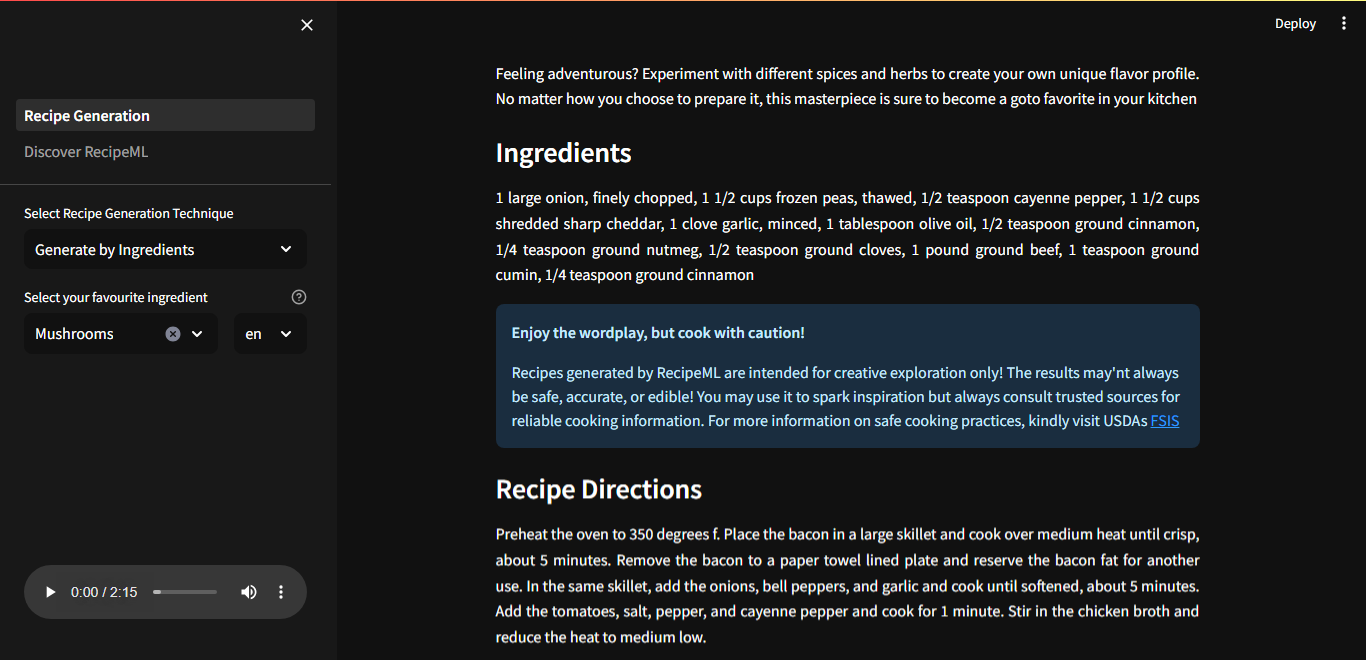 Deploy
Recipe Generation
Discover RecipeML
Select Recipe Generation Technique
Generate by Ingredients
Select your favourite ingredient
Mushrooms
en
0:00 / 2:15
Feeling adventurous? Experiment with different spices and herbs to create your own unique flavor profile.
No matter how you choose to prepare it, this masterpiece is sure to become a goto favorite in your kitchen
Ingredients
1 large onion, finely chopped, 1 1/2 cups frozen peas, thawed, 1/2 teaspoon cayenne pepper, 1 1/2 cups
shredded sharp cheddar, 1 clove garlic, minced, 1 tablespoon olive oil, 1/2 teaspoon ground cinnamon,
1/4 teaspoon ground nutmeg, 1/2 teaspoon ground cloves, 1 pound ground beef, 1 teaspoon ground
cumin, 1/4 teaspoon ground cinnamon
Enjoy the wordplay, but cook with caution!
Recipes generated by RecipeML are intended for creative exploration only! The results may'nt always
be safe, accurate, or edible! You may use it to spark inspiration but always consult trusted sources for
reliable cooking information. For more information on safe cooking practices, kindly visit USDAs FSIS
Recipe Directions
Preheat the oven to 350 degrees f. Place the bacon in a large skillet and cook over medium heat until crisp,
about 5 minutes. Remove the bacon to a paper towel lined plate and reserve the bacon fat for another
use. In the same skillet, add the onions, bell peppers, and garlic and cook until softened, about 5 minutes.
Add the tomatoes, salt, pepper, and cayenne pepper and cook for 1 minute. Stir in the chicken broth and
reduce the heat to medium low.